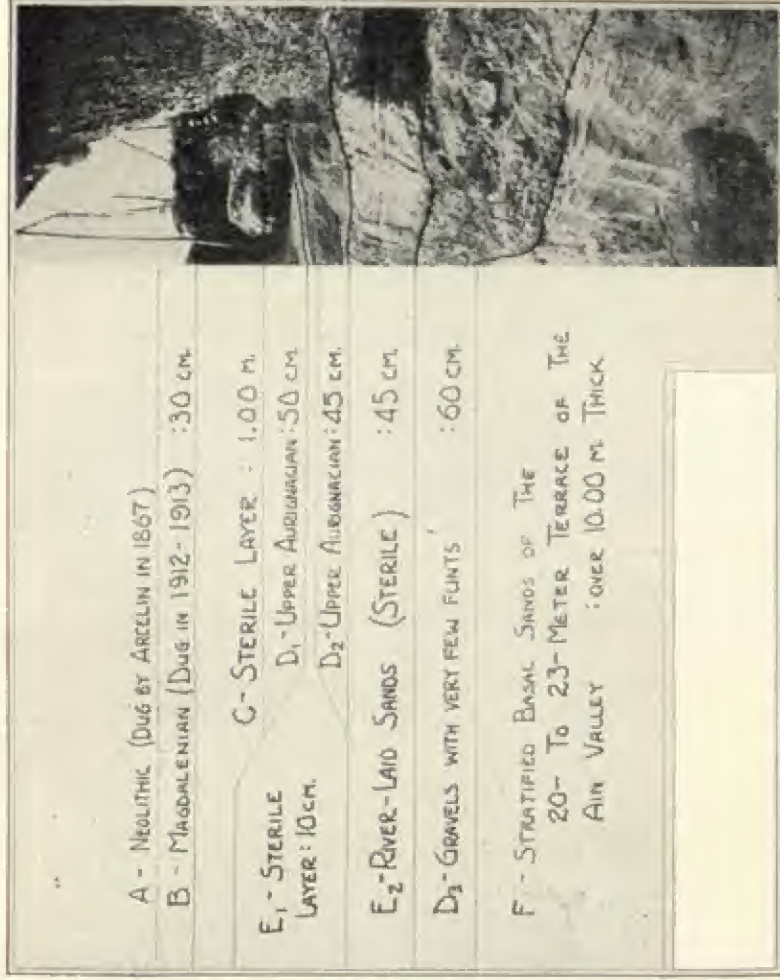 A - NEOLITHIC (DUG BY ARCELIN IN 1867)
B - MAGDALENIAN (DUG IN 1912-1913) : 30 CM.
C - STERILE LAYER : 1.00 M.
D1 - UPPER AURIGNACIAN : 50 CM
E1 - STERILE
LAYER : 10 CM.
D2 - UPPER AURIGNACIAN : 45 CM.
E2 - RIVER-LAID SANDS (STERILE) : 45 CM.
D3 - GRAVELS WITH VERY FEW FLINTS : 60 CM.
F - STRATIFIED BASAL SANDS OF THE
20- TO 23-METER TERRACE OF THE
AIN VALLEY : OVER 10.00 M. THICK